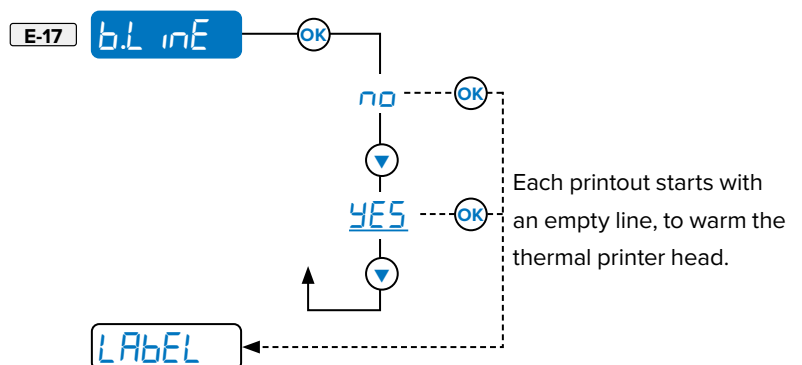 E-17 b.L inE OK
no OK
Each printout starts with
YES OK an empty line, to warm the
thermal printer head.
LAbEL